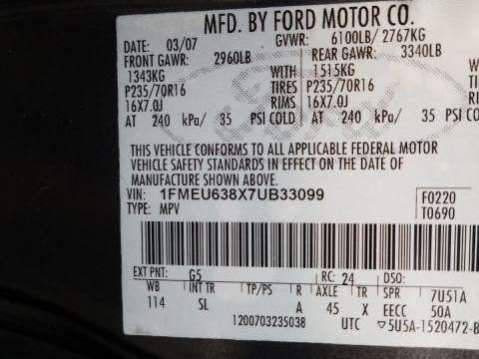 MFD. BY FORD MOTOR CO.
DATE: 03/07 GVWR: 6100LB/ 2767KG
FRONT GAWR: 2960LB REAR GAWR: 3340LB
1343KG WITH 1515KG WITH
P235/70R16 TIRES P235/70R16 TIRES
16X7.0J RIMS 16X7.0J RIMS
AT 240 kPa/ 35 PSI COLD AT 240 kPa/ 35 PSI COLD
THIS VEHICLE CONFORMS TO ALL APPLICABLE FEDERAL MOTOR
VEHICLE SAFETY STANDARDS IN EFFECT ON THE DATE OF
MANUFACTURE SHOWN ABOVE.
VIN: 1FMEU638X7UB33099 F0220
TYPE: MPV T0690
EXT PNT: G5 RC: 24 DSO:
WB INT TR TP/PS R AXLE TR SPR 7U51A
114 SL A 45 X EECC 50A
1200703235038 UTC ▽5U5A-1520472-B